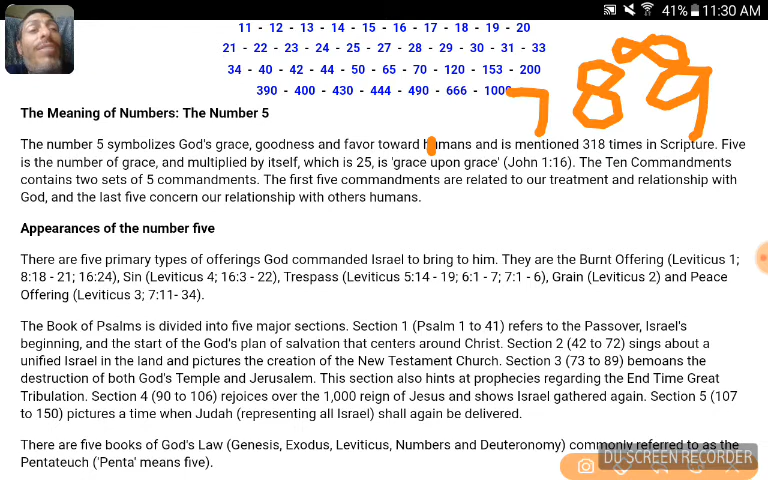 41% 11:30 AM
11 - 12 - 13 - 14 - 15 - 16 - 17 - 18 - 19 - 20
21 - 22 - 23 - 24 - 25 - 27 - 28 - 29 - 30 - 31 - 33
34 - 40 - 42 - 44 - 50 - 65 - 70 - 120 - 153 - 200
390 - 400 - 430 - 444 - 490 - 666 - 1000
7 8 9
The Meaning of Numbers: The Number 5
The number 5 symbolizes God's grace, goodness and favor toward humans and is mentioned 318 times in Scripture. Five
is the number of grace, and multiplied by itself, which is 25, is 'grace upon grace' (John 1:16). The Ten Commandments
contains two sets of 5 commandments. The first five commandments are related to our treatment and relationship with
God, and the last five concern our relationship with others humans.
Appearances of the number five
There are five primary types of offerings God commanded Israel to bring to him. They are the Burnt Offering (Leviticus 1;
8:18 - 21; 16:24), Sin (Leviticus 4; 16:3 - 22), Trespass (Leviticus 5:14 - 19; 6:1 - 7; 7:1 - 6), Grain (Leviticus 2) and Peace
Offering (Leviticus 3; 7:11- 34).
The Book of Psalms is divided into five major sections. Section 1 (Psalm 1 to 41) refers to the Passover, Israel's
beginning, and the start of the God's plan of salvation that centers around Christ. Section 2 (42 to 72) sings about a
unified Israel in the land and pictures the creation of the New Testament Church. Section 3 (73 to 89) bemoans the
destruction of both God's Temple and Jerusalem. This section also hints at prophecies regarding the End Time Great
Tribulation. Section 4 (90 to 106) rejoices over the 1,000 reign of Jesus and shows Israel gathered again. Section 5 (107
to 150) pictures a time when Judah (representing all Israel) shall again be delivered.
There are five books of God's Law (Genesis, Exodus, Leviticus, Numbers and Deuteronomy) commonly referred to as the
Pentateuch ('Penta' means five).
DU SCREEN RECORDER